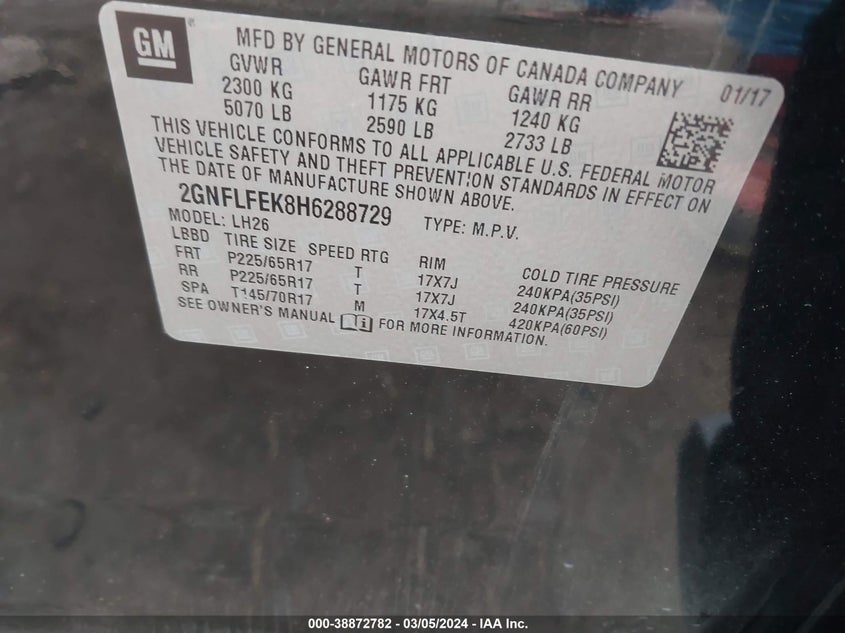 GM
MFD BY GENERAL MOTORS OF CANADA COMPANY 01/17
GVWR GAWR FRT GAWR RR
2300 KG 1175 KG 1240 KG
5070 LB 2590 LB 2733 LB
THIS VEHICLE CONFORMS TO ALL APPLICABLE U.S. FEDERAL MOTOR
VEHICLE SAFETY AND THEFT PREVENTION STANDARDS IN EFFECT ON
THE DATE OF MANUFACTURE SHOWN ABOVE.
2GNFLFEK8H6288729 TYPE: M.P.V.
MODEL: LH26
LBBD TIRE SIZE SPEED RTG RIM COLD TIRE PRESSURE
FRT P225/65R17 T 17X7J 240KPA(35PSI)
RR P225/65R17 T 17X7J 240KPA(35PSI)
SPA T145/70R17 M 17X4.5T 420KPA(60PSI)
SEE OWNER'S MANUAL FOR MORE INFORMATION.
000-38872782 — 03/05/2024 - IAA Inc.